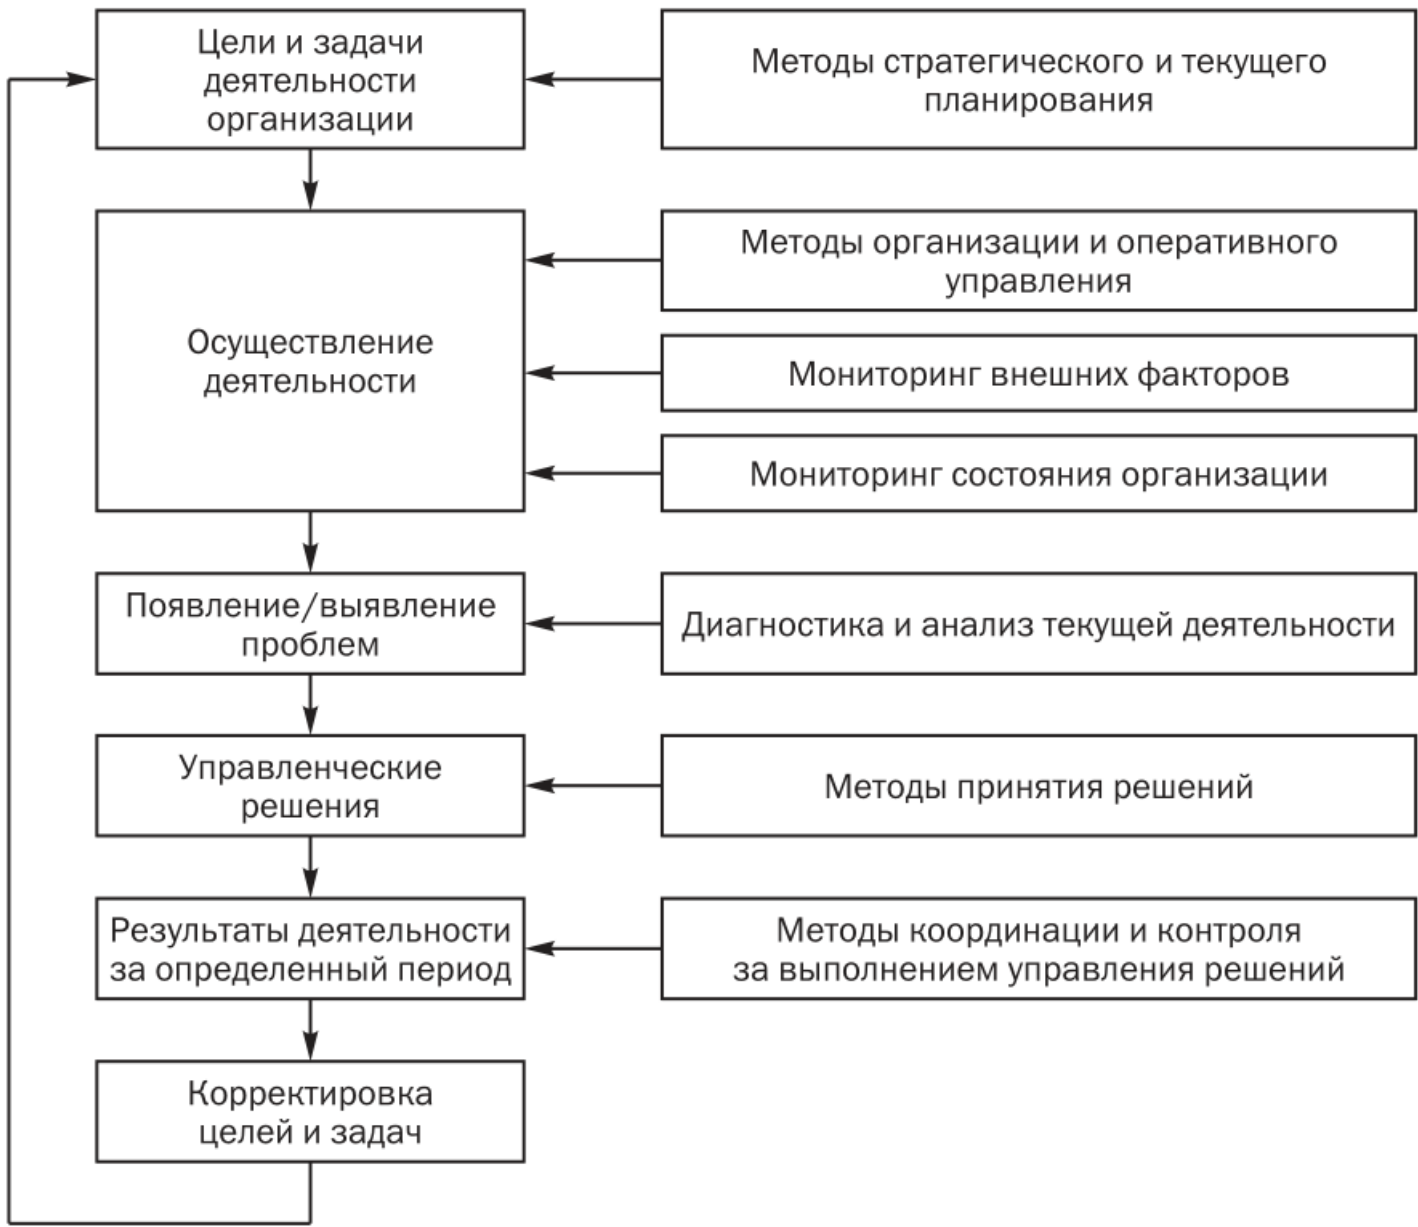 Цели и задачи
деятельности
организации
Методы стратегического и текущего
планирования
Осуществление
деятельности
Методы организации и оперативного
управления
Мониторинг внешних факторов
Мониторинг состояния организации
Появление/выявление
проблем
Диагностика и анализ текущей деятельности
Управленческие
решения
Методы принятия решений
Результаты деятельности
за определенный период
Методы координации и контроля
за выполнением управления решений
Корректировка
целей и задач